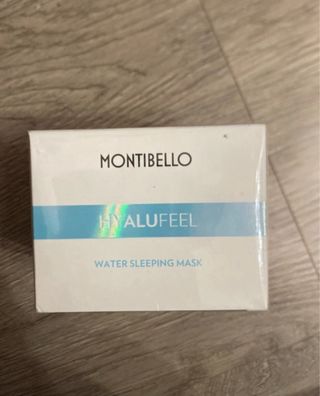 MONTIBELLO
HYALUFEEL
WATER SLEEPING MASK